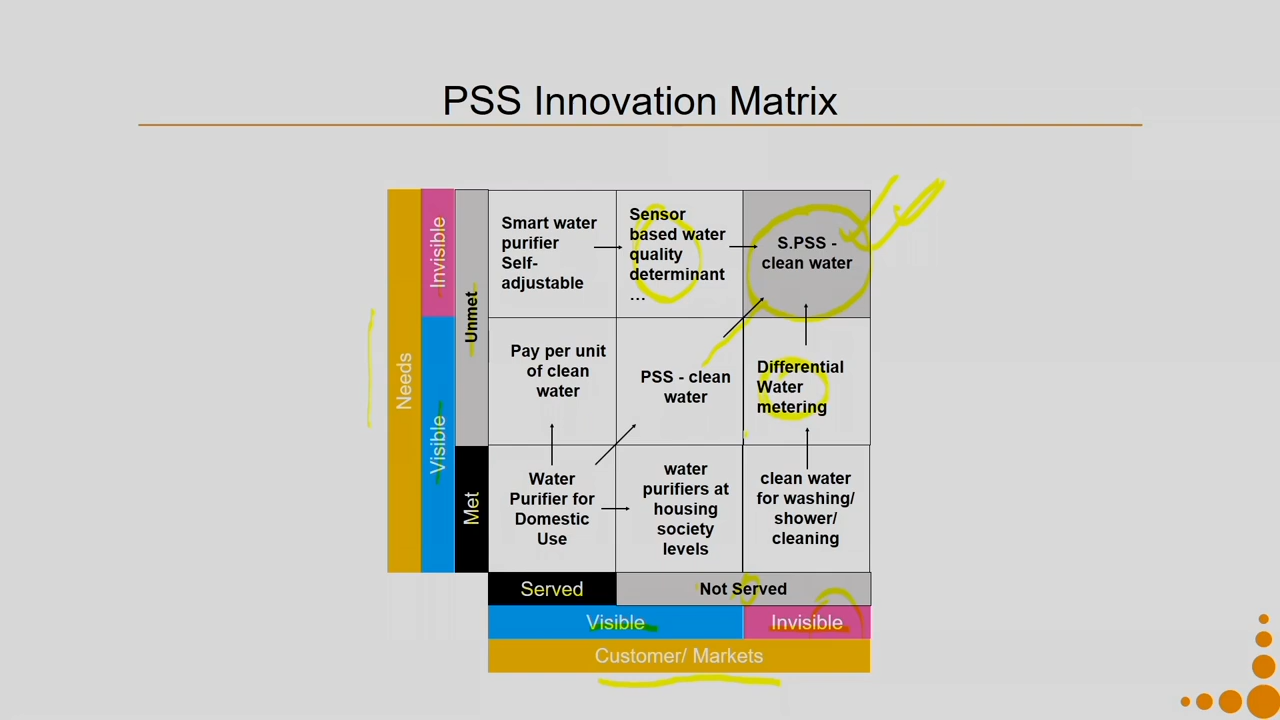 PSS Innovation Matrix
Needs
Invisible
Visible
Unmet
Met
Smart water
purifier
Self-
adjustable
Sensor
based water
quality
determinant
...
S.PSS -
clean water
Pay per unit
of clean
water
PSS - clean
water
Differential
Water
metering
Water
Purifier for
Domestic
Use
water
purifiers at
housing
society
levels
clean water
for washing/
shower/
cleaning
Served
Not Served
Visible
Invisible
Customer/ Markets